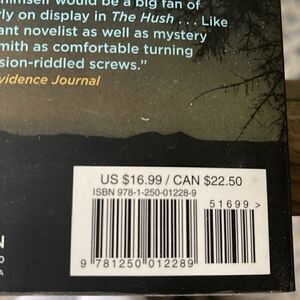 himself would be a big fan of
rly on display in The Hush . . . Like
ant novelist as well as mystery
smith as comfortable turning
sion-riddled screws.”
vidence Journal
US $16.99 / CAN $22.50
ISBN 978-1-250-01228-9
51699>
9 781250 012289
N
O
A